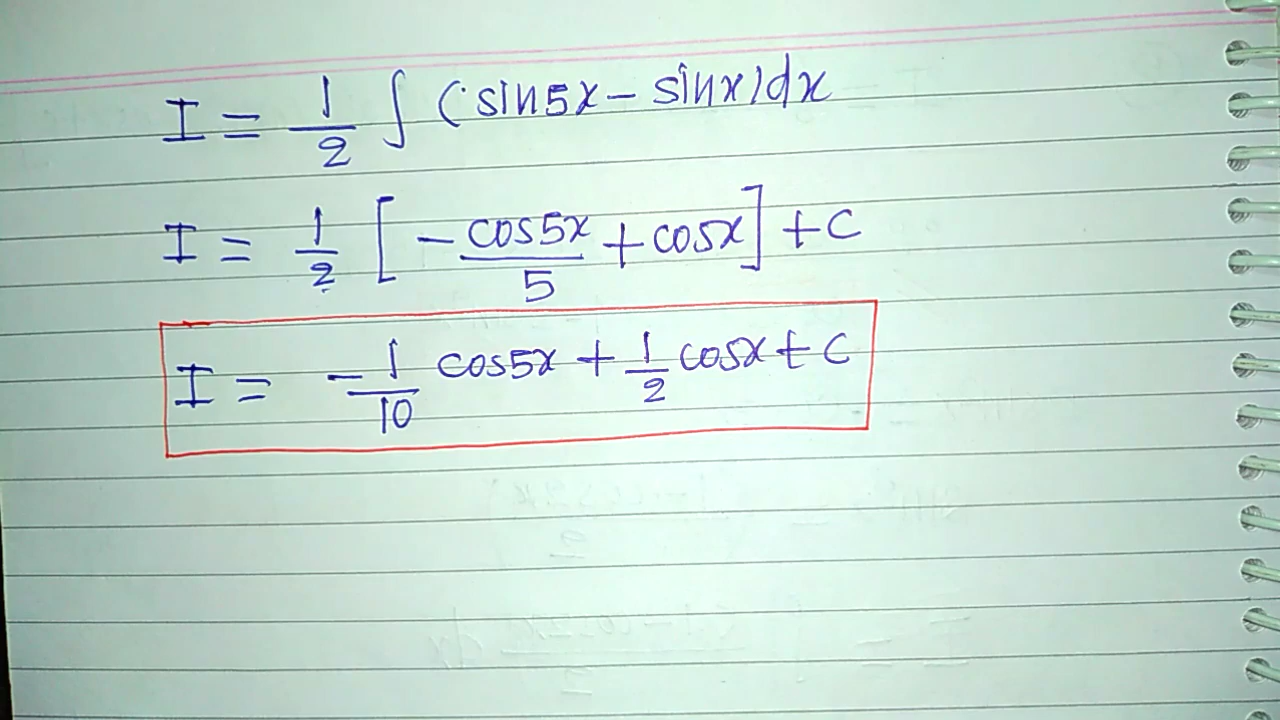 I = 1/2 ∫ (sin5x - sinx)dx
I = 1/2 [ - cos5x/5 + cosx ] + c
I = - 1/10 cos5x + 1/2 cosx + c